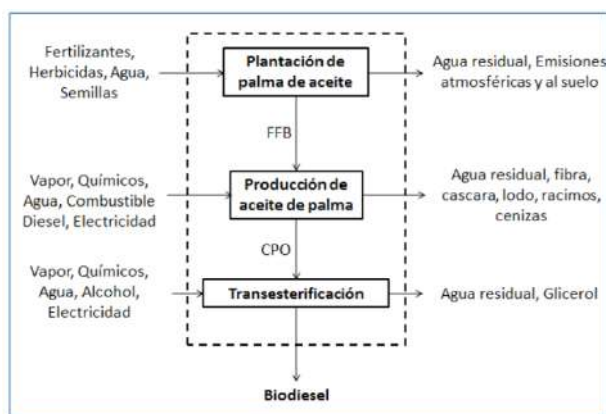 Fertilizantes,
Herbicidas, Agua,
Semillas
Plantación de
palma de aceite
Agua residual, Emisiones
atmosféricas y al suelo
FFB
Vapor, Químicos,
Agua, Combustible
Diesel, Electricidad
Producción de
aceite de palma
Agua residual, fibra,
cascara, lodo, racimos,
cenizas
CPO
Vapor, Químicos,
Agua, Alcohol,
Electricidad
Transesterificación
Agua residual, Glicerol
Biodiesel